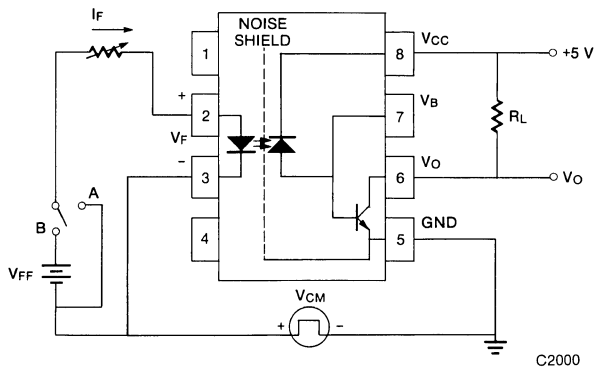 IF
NOISE
SHIELD
1
8
VCC
+5 V
+
2
VF
-
3
4
7
VB
RL
6
VO
VO
5
GND
A
B
VFF
VCM
+
-
C2000